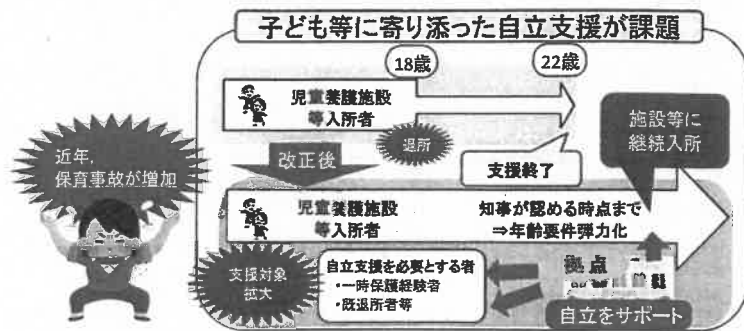 子ども等に寄り添った自立支援が課題
18歳
22歳
児童養護施設
等入所者
退所
施設等に
継続入所
近年,
保育事故が増加
改正後
支援終了
児童養護施設
等入所者
知事が認める時点まで
⇒年齢要件弾力化
支援対象
拡大
自立支援を必要とする者
・一時保護経験者
・既退所者等
拠点
自立をサポート